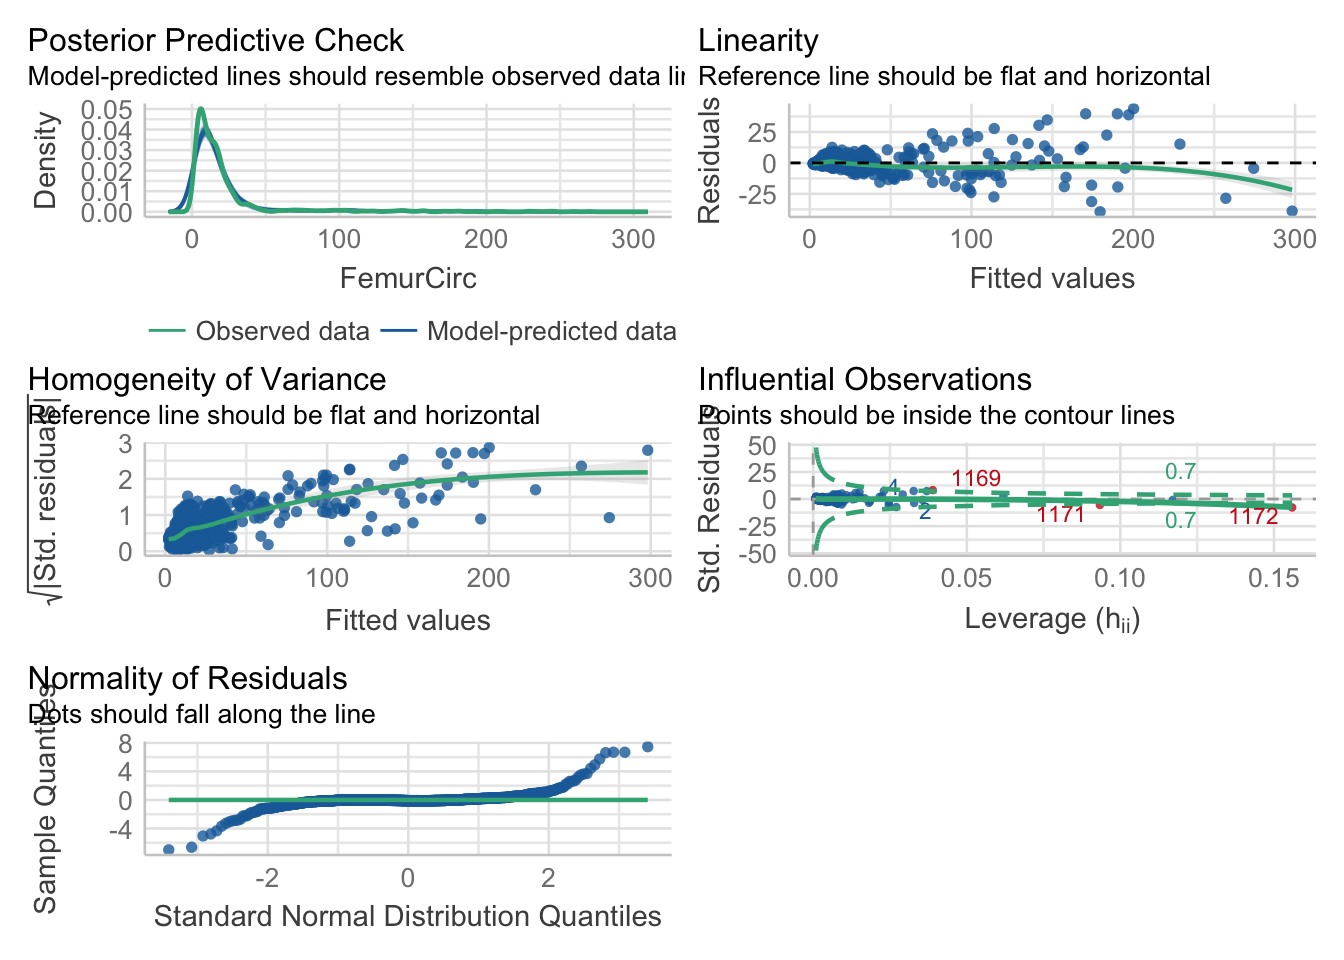 Posterior Predictive Check
Model-predicted lines should resemble observed data lin
Density
0.05
0.04
0.03
0.02
0.01
0.00
0 100 200 300
FemurCirc
Observed data Model-predicted data
Linearity
Reference line should be flat and horizontal
Residuals
25
0
-25
0 100 200 300
Fitted values
Homogeneity of Variance
Reference line should be flat and horizontal
√|Std. residuals|
3
2
1
0
0 100 200 300
Fitted values
Influential Observations
Points should be inside the contour lines
Std. Residuals
50
25
0
-25
-50
4
2
1169
1171
1172
0.7
0.7
0.00 0.05 0.10 0.15
Leverage (hii)
Normality of Residuals
Dots should fall along the line
Sample Quantiles
8
4
0
-4
-2 0 2
Standard Normal Distribution Quantiles